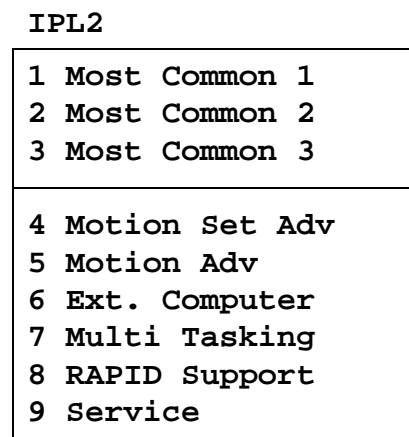 IPL2
1 Most Common 1
2 Most Common 2
3 Most Common 3
4 Motion Set Adv
5 Motion Adv
6 Ext. Computer
7 Multi Tasking
8 RAPID Support
9 Service